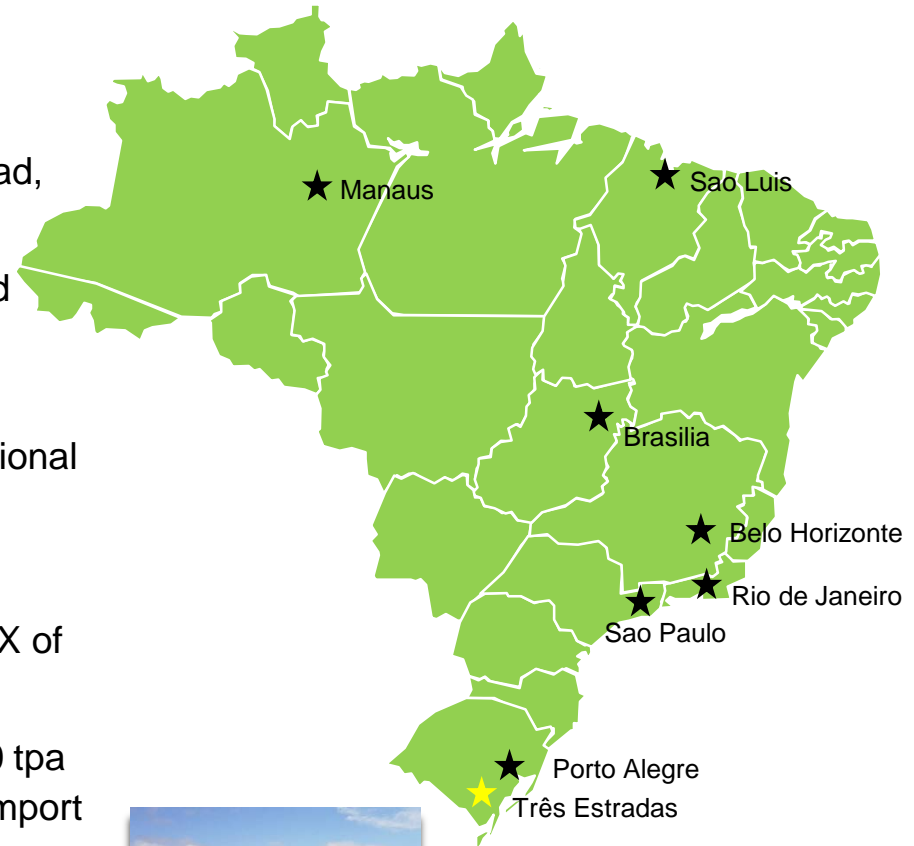 ad,
d
ional
X of
tpa
mport
Manaus
Sao Luis
Brasilia
Belo Horizonte
Rio de Janeiro
Sao Paulo
Porto Alegre
Três Estradas